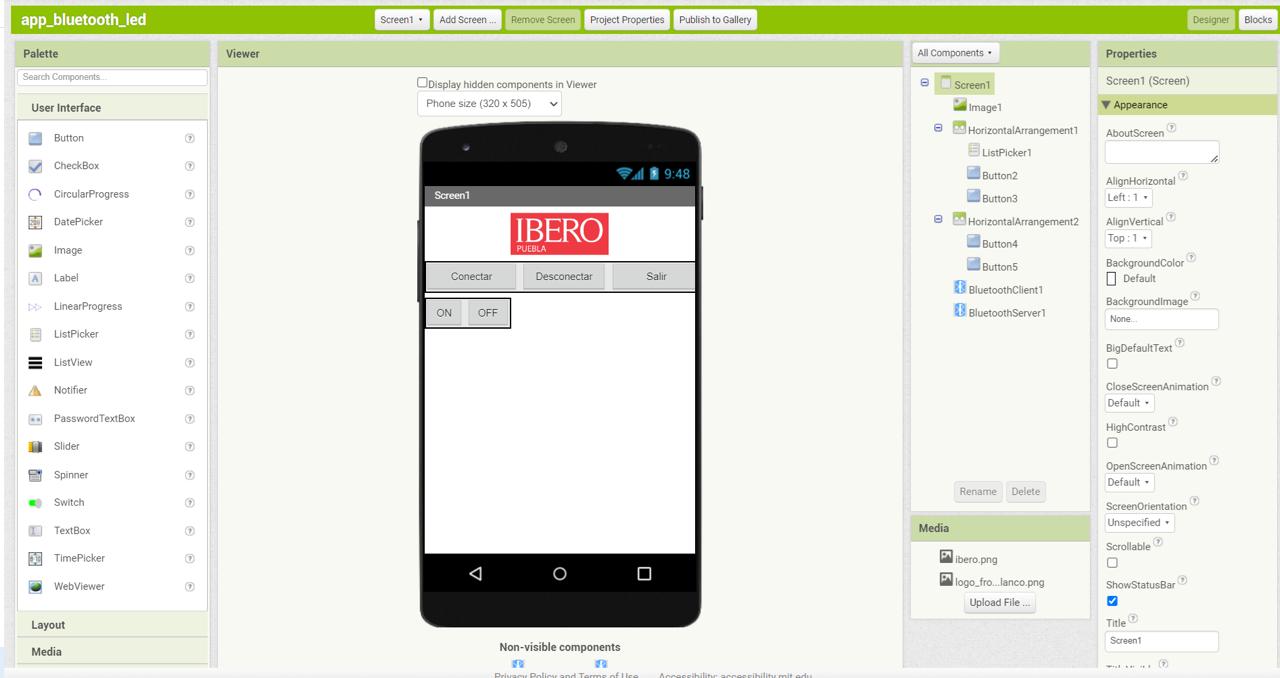 app_bluetooth_led
Screen1
Add Screen ...
Remove Screen
Project Properties
Publish to Gallery
Designer
Blocks
Palette
Search Components...
User Interface
Button
CheckBox
CircularProgress
DatePicker
Image
Label
LinearProgress
ListPicker
ListView
Notifier
PasswordTextBox
Slider
Spinner
Switch
TextBox
TimePicker
WebViewer
Layout
Media
Viewer
Display hidden components in Viewer
Phone size (320 x 505)
9:48
Screen1
IBERO
PUEBLA
Conectar
Desconectar
Salir
ON
OFF
Non-visible components
Privacy Policy and Terms of Use
Accessibility: accessibility.mit.edu
All Components
Screen1
Image1
HorizontalArrangement1
ListPicker1
Button2
Button3
HorizontalArrangement2
Button4
Button5
BluetoothClient1
BluetoothServer1
Rename
Delete
Media
ibero.png
logo_fro...lanco.png
Upload File ...
Properties
Screen1 (Screen)
Appearance
AboutScreen
AlignHorizontal
Left : 1
AlignVertical
Top : 1
BackgroundColor
Default
BackgroundImage
None...
BigDefaultText
CloseScreenAnimation
Default
HighContrast
OpenScreenAnimation
Default
ScreenOrientation
Unspecified
Scrollable
ShowStatusBar
Title
Screen1